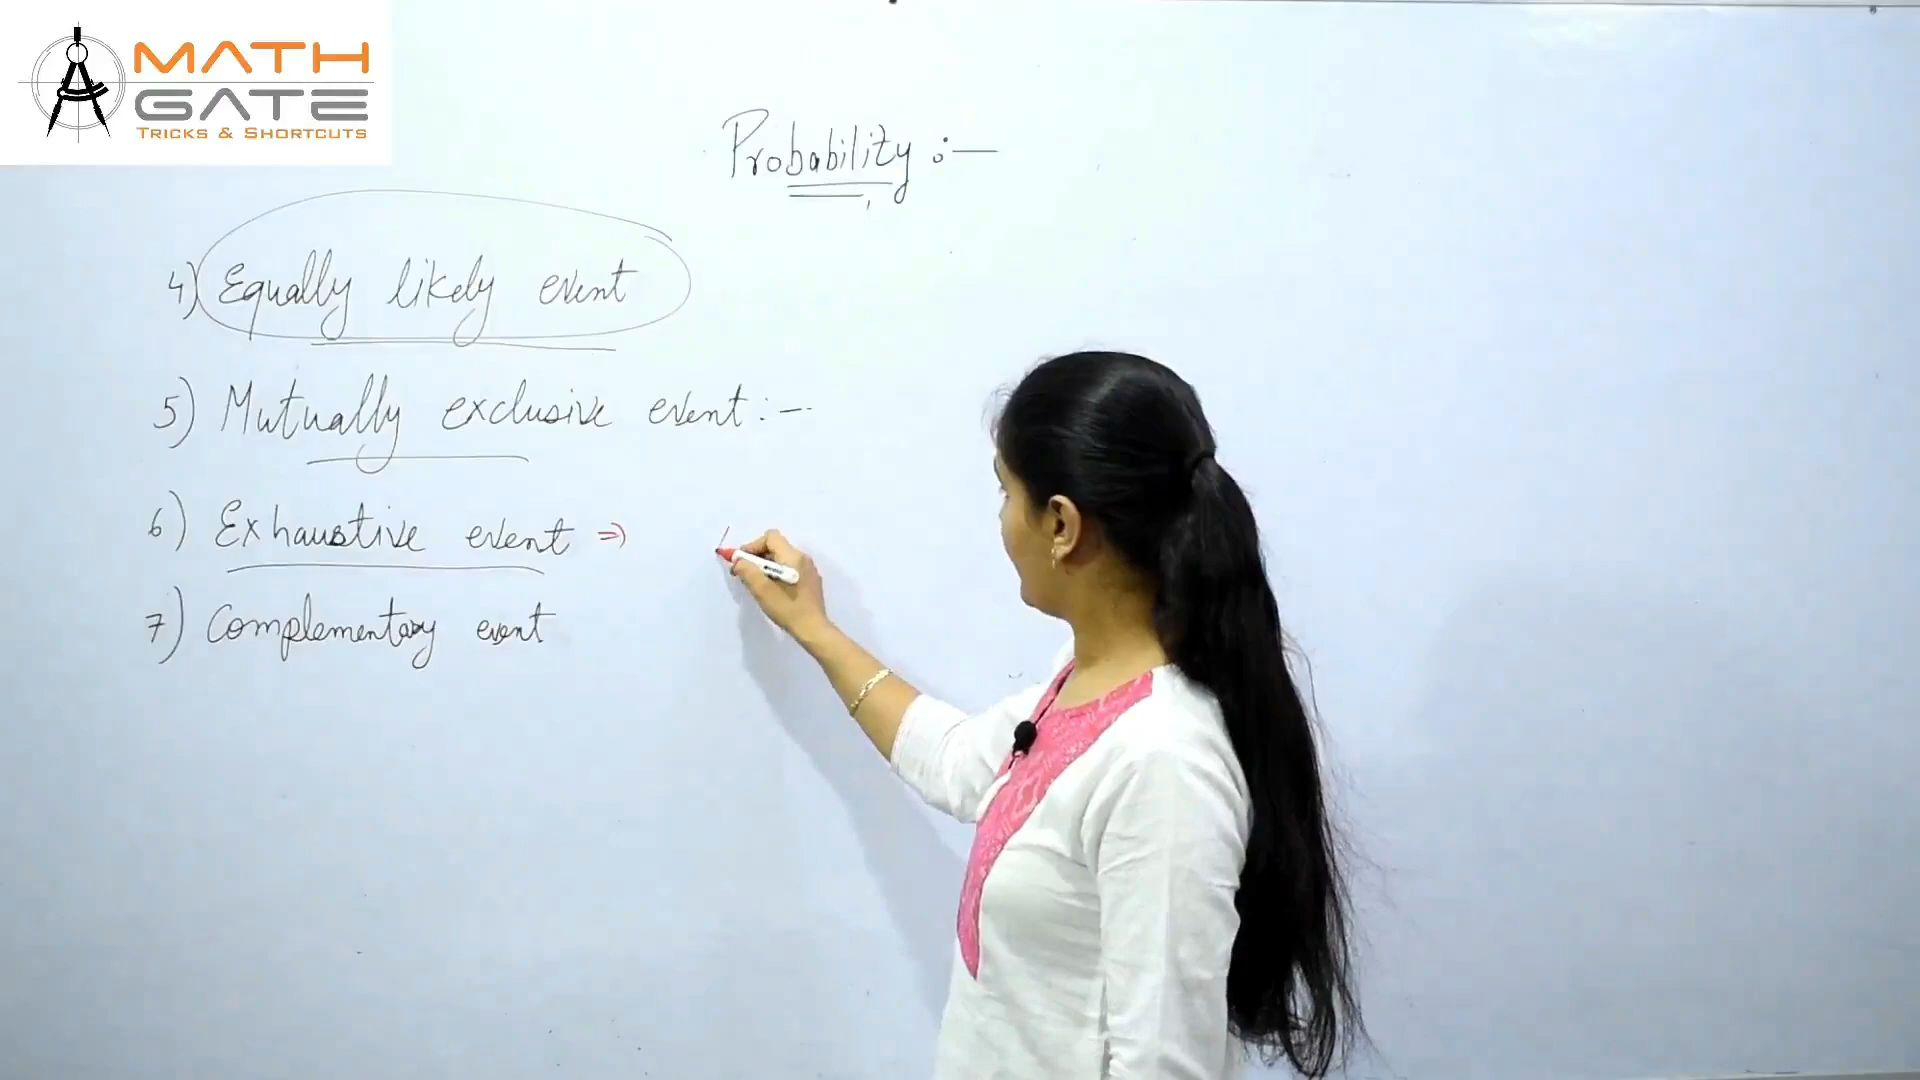 MATH
GATE
TRICKS & SHORTCUTS
Probability :—
4) Equally likely event
5) Mutually exclusive event :—
6) Exhaustive event ⇒
7) Complementary event